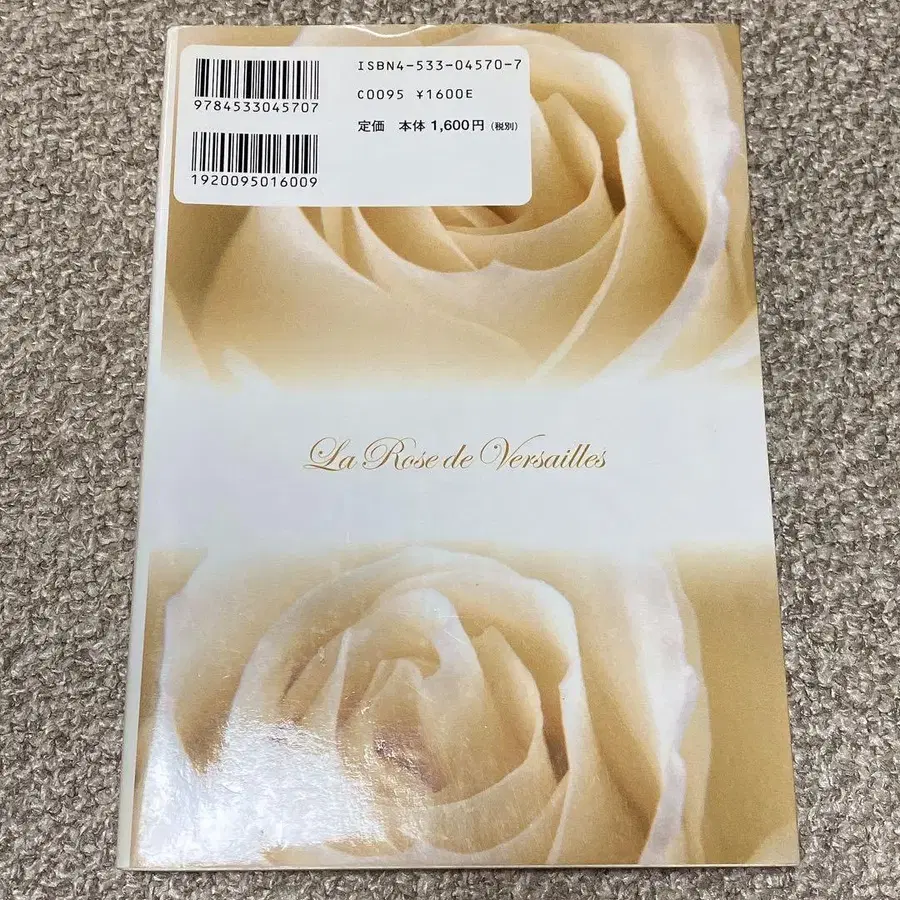 ISBN4-533-04570-7
C0095 ¥1600E
定価 本体1,600円(税別)
9784533045707
1920095016009
La Rose de Versailles